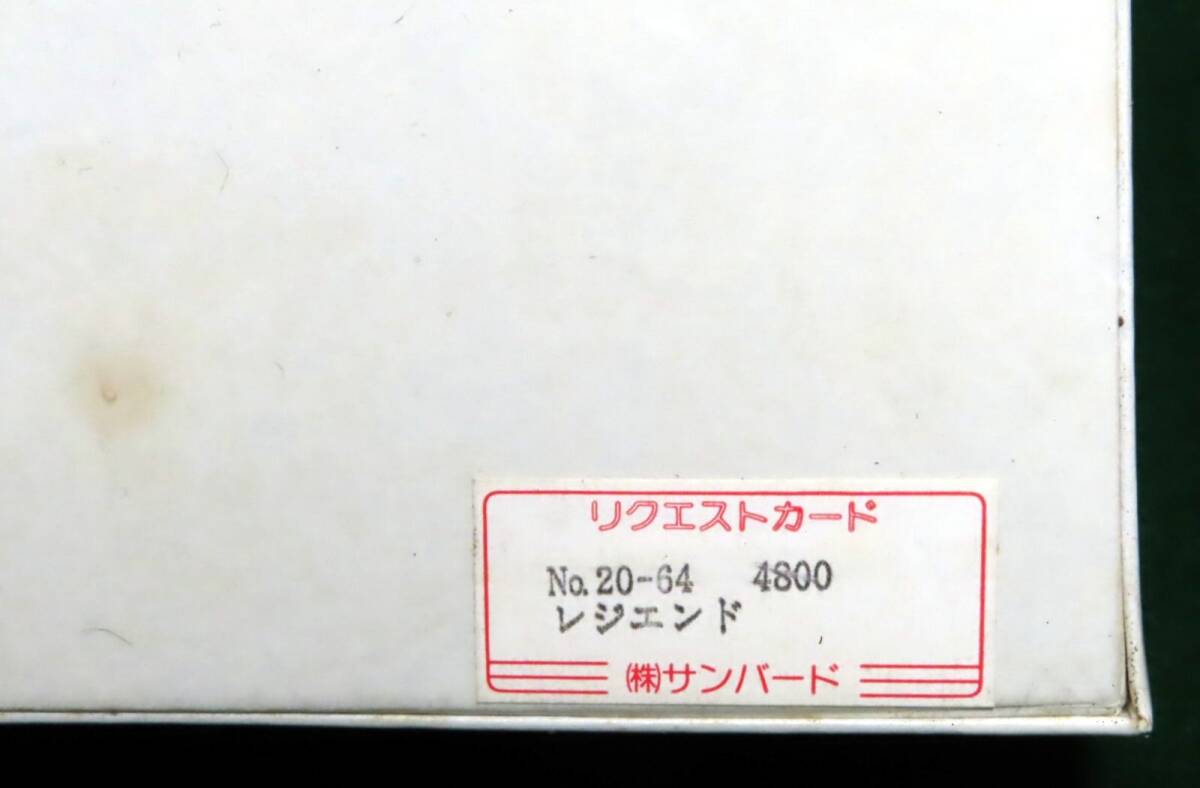 リクエストカード
No.20-64 4800
レジエンド
㈱サンバード